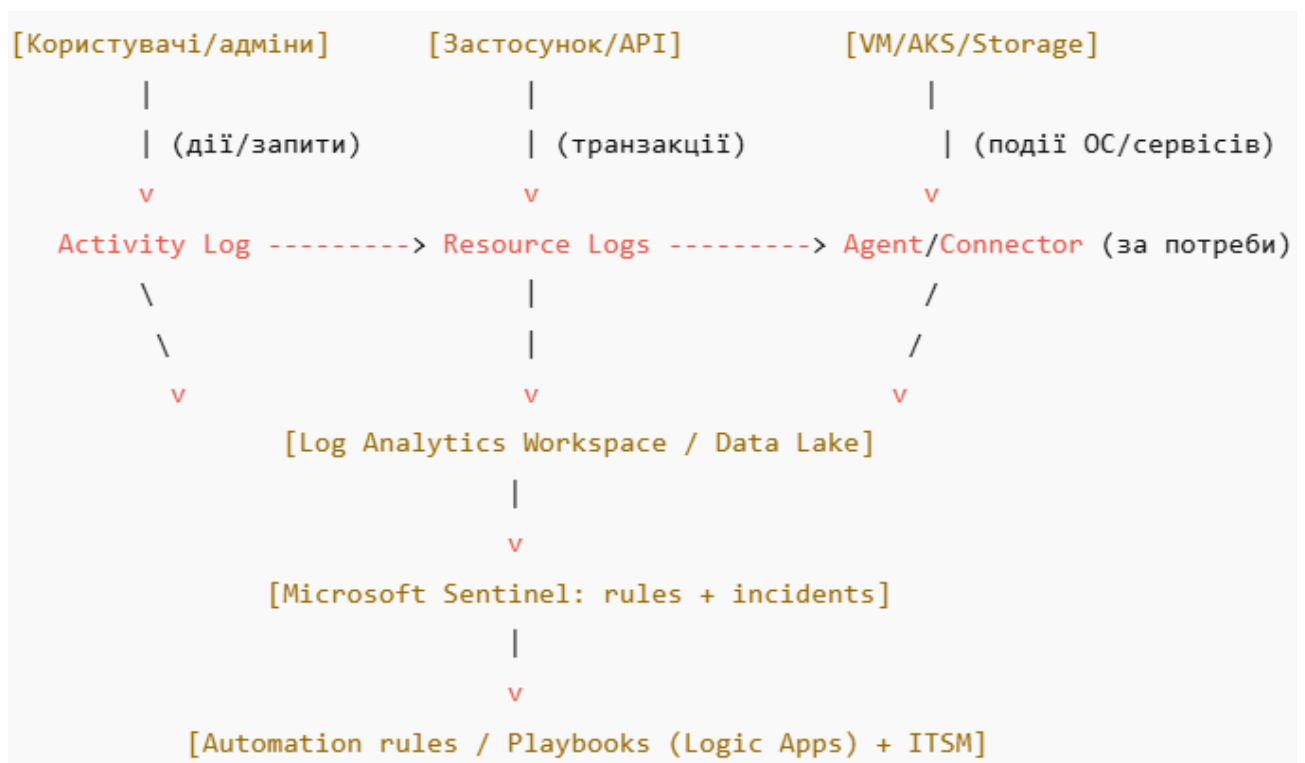 [Користувачі/адміни] [Застосунок/API] [VM/AKS/Storage]
| | |
| (дії/запити) | (транзакції) | (події ОС/сервісів)
v v v
Activity Log ---------> Resource Logs ---------> Agent/Connector (за потреби)
\ | /
\ | /
v v v
[Log Analytics Workspace / Data Lake]
|
v
[Microsoft Sentinel: rules + incidents]
|
v
[Automation rules / Playbooks (Logic Apps) + ITSM]